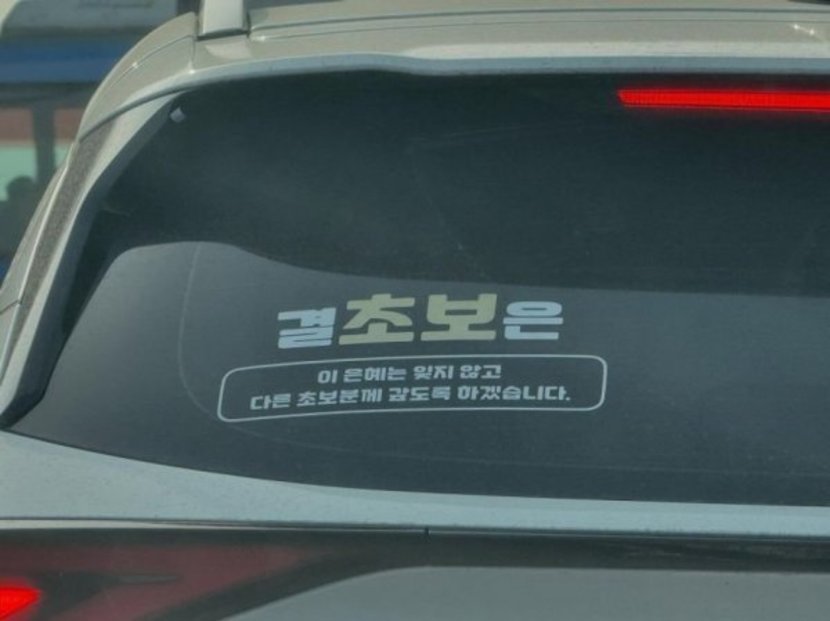 결초보은
이 은혜는 잊지 않고
다른 초보분께 갚도록 하겠습니다.